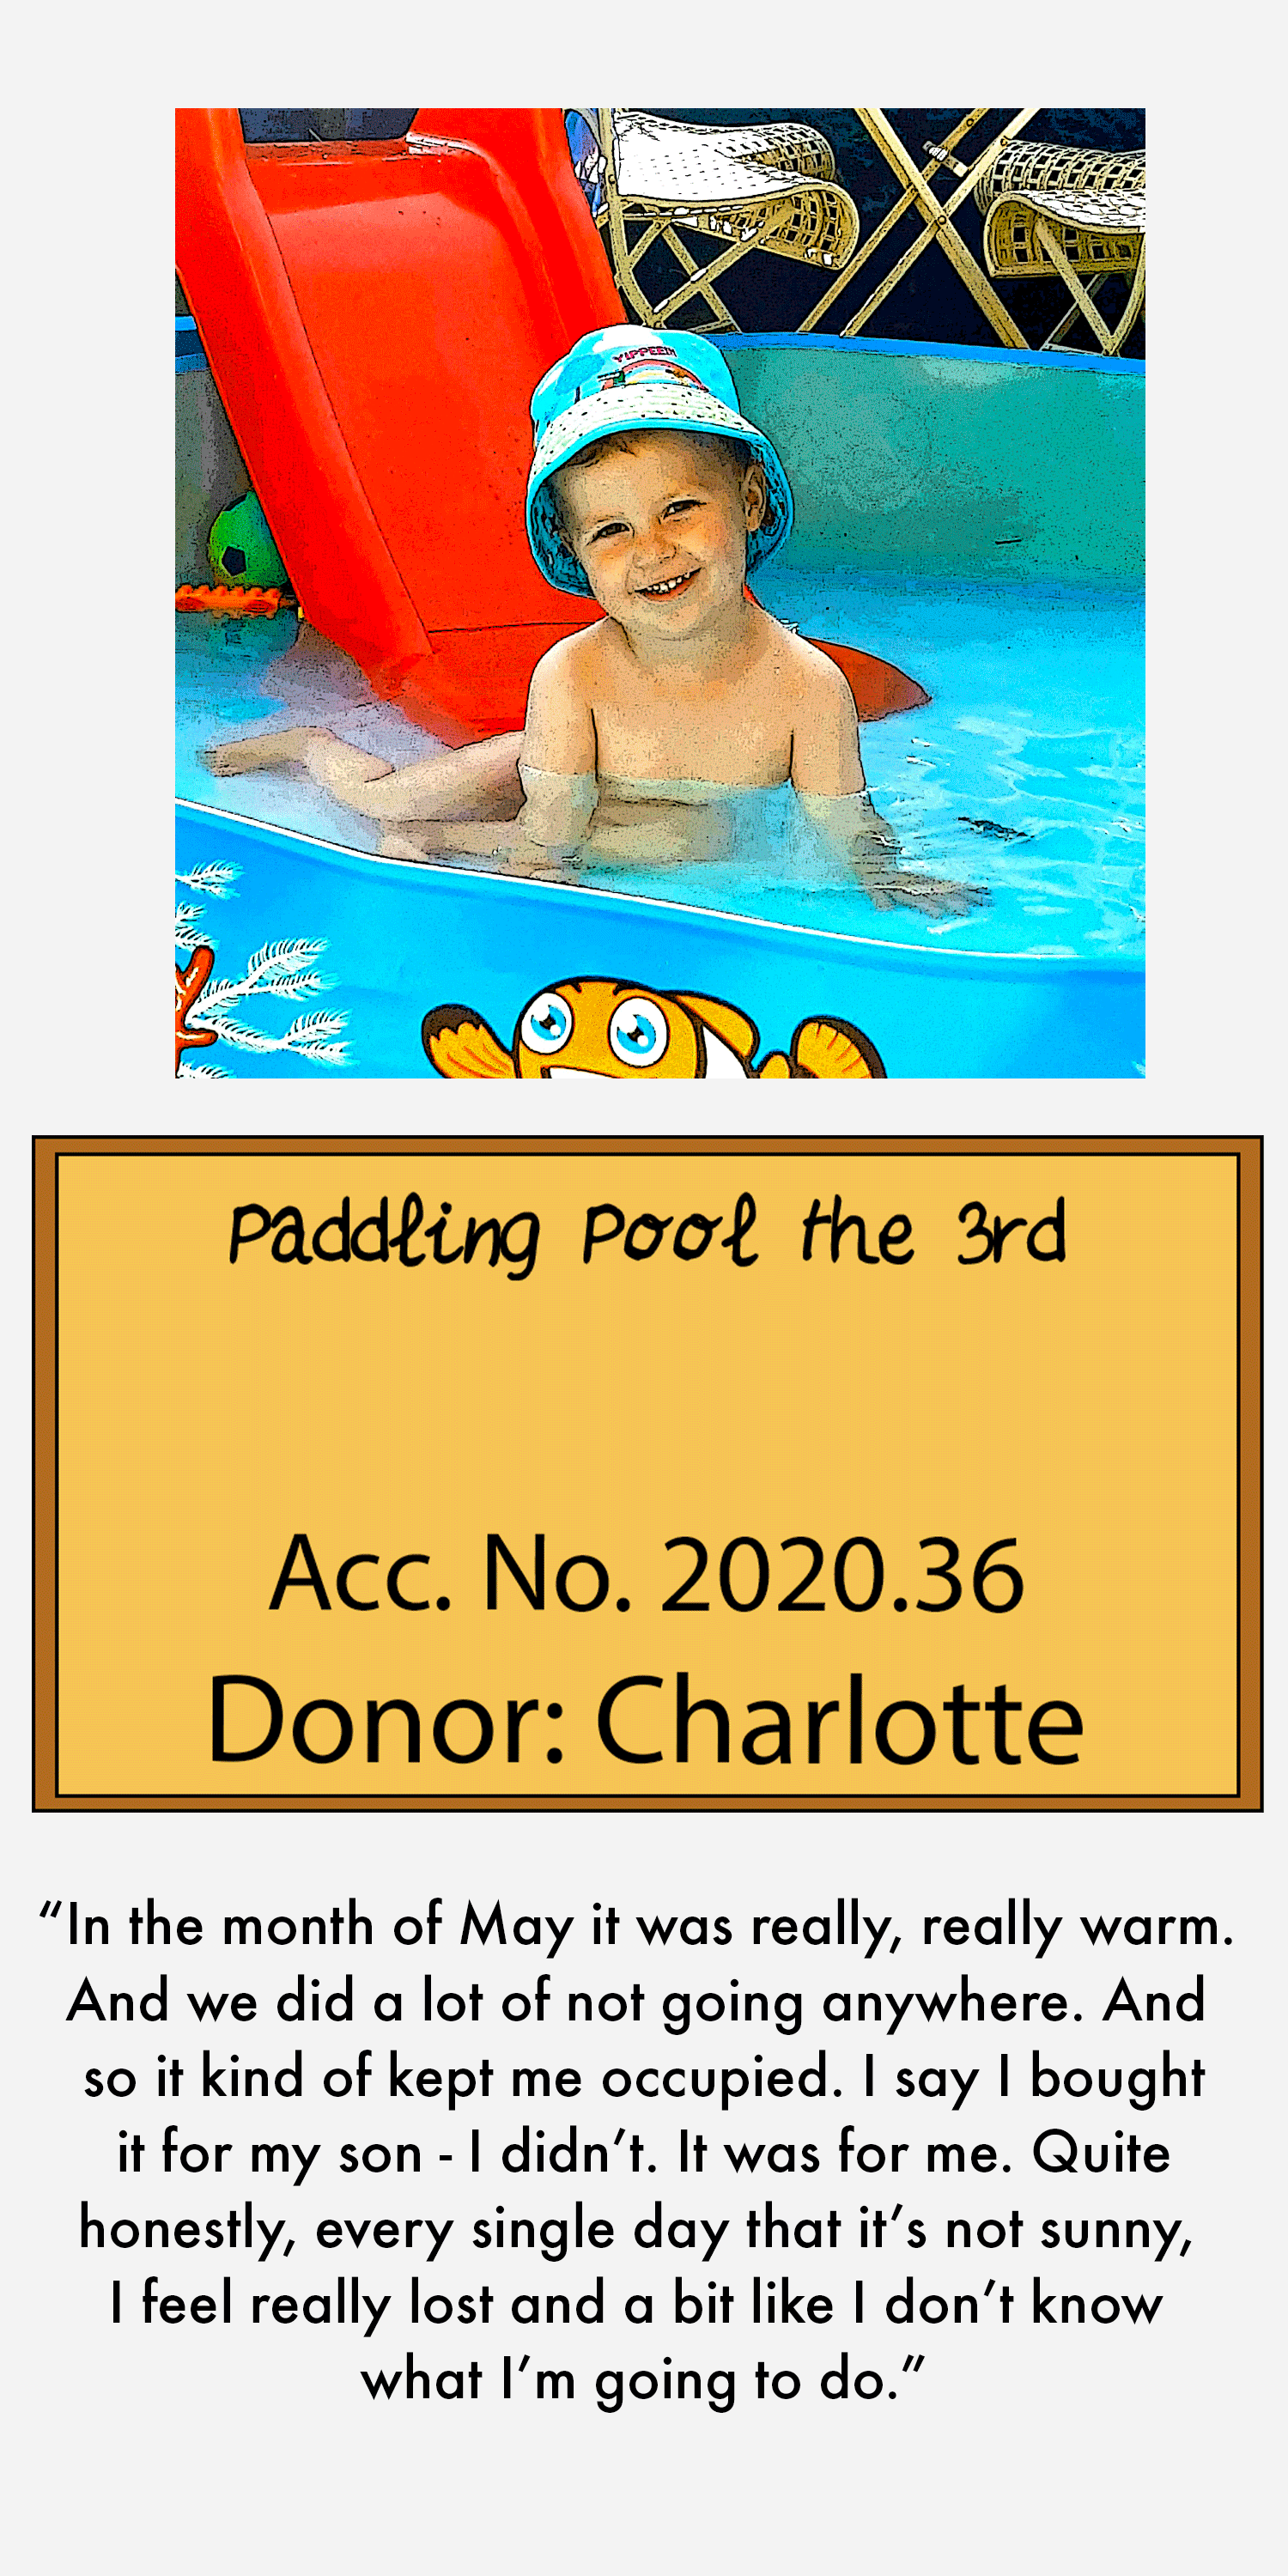 YIPPEE!!!
Paddling Pool the 3rd
Acc. No. 2020.36
Donor: Charlotte
“In the month of May it was really, really warm.
And we did a lot of not going anywhere. And
so it kind of kept me occupied. I say I bought
it for my son - I didn’t. It was for me. Quite
honestly, every single day that it’s not sunny,
I feel really lost and a bit like I don’t know
what I’m going to do.”